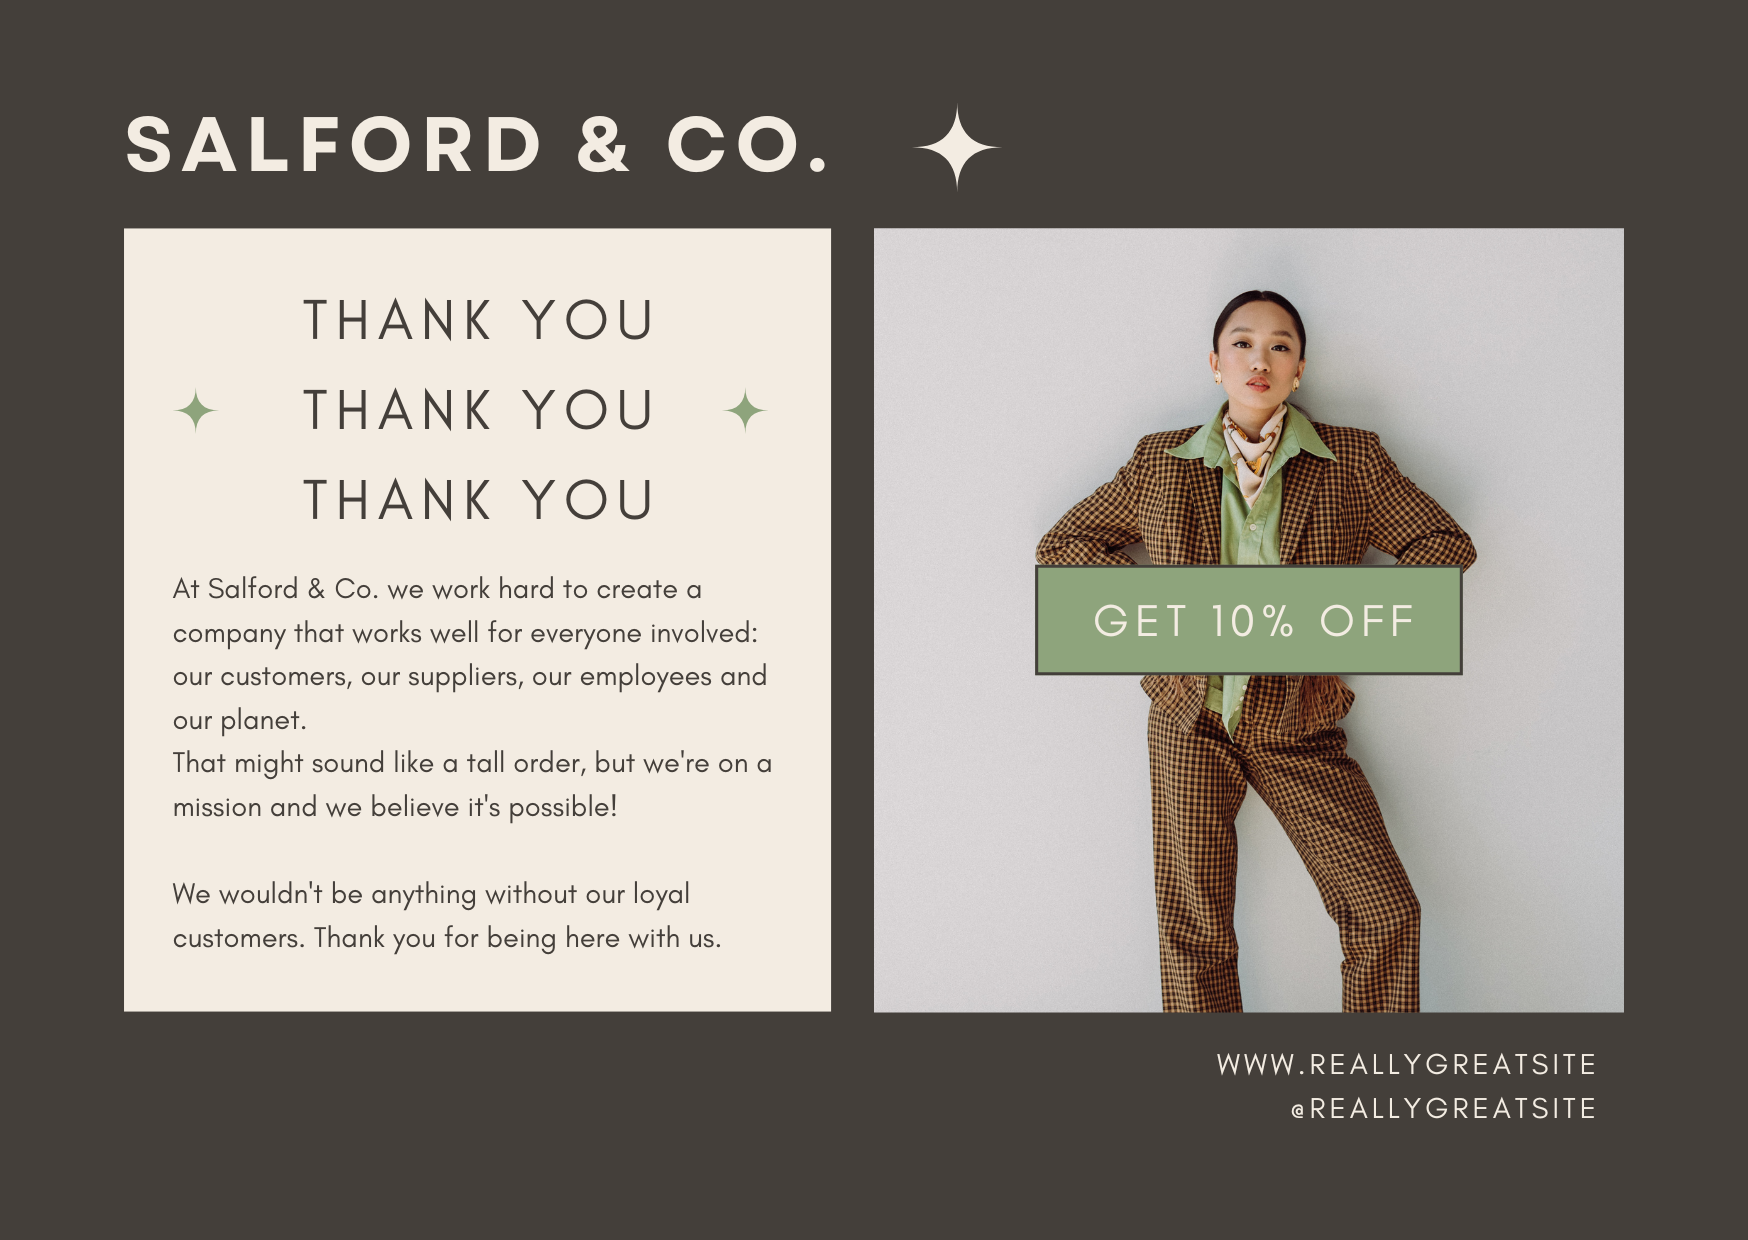 SALFORD & CO.
THANK YOU
THANK YOU
THANK YOU
At Salford & Co. we work hard to create a
company that works well for everyone involved:
our customers, our suppliers, our employees and
our planet.
That might sound like a tall order, but we're on a
mission and we believe it's possible!
We wouldn't be anything without our loyal
customers. Thank you for being here with us.
GET 10% OFF
WWW.REALLYGREATSITE
@REALLYGREATSITE